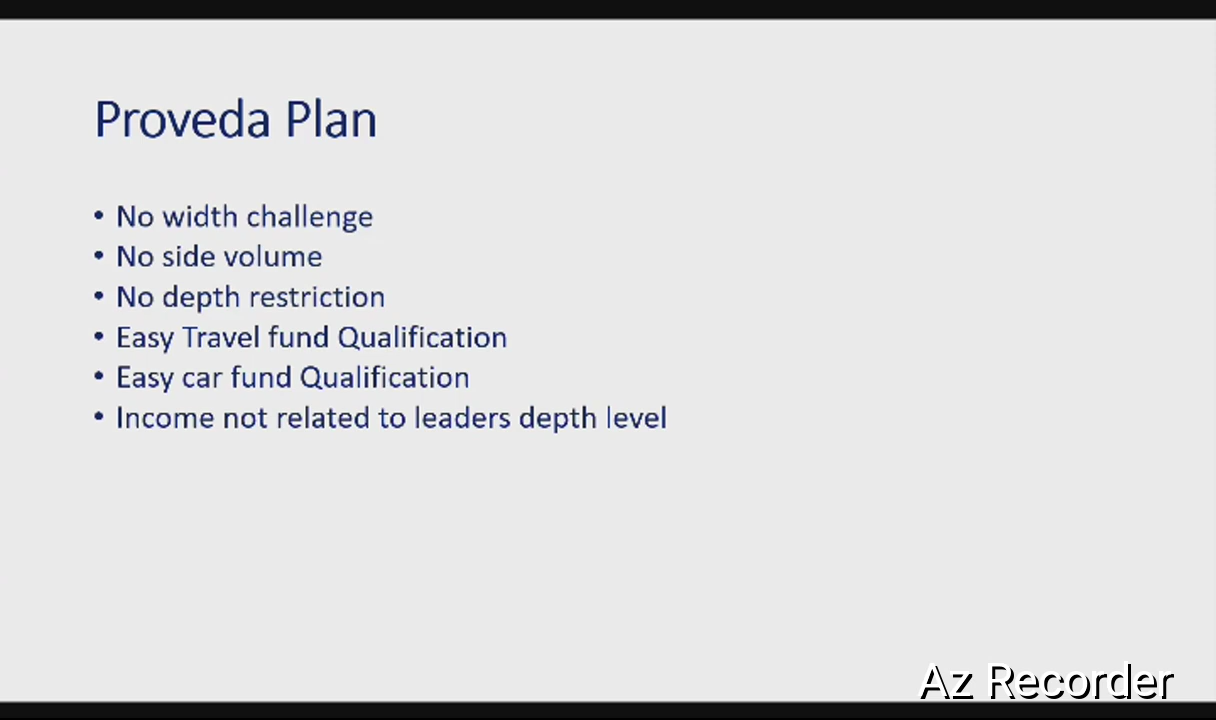 Proveda Plan
• No width challenge
• No side volume
• No depth restriction
• Easy Travel fund Qualification
• Easy car fund Qualification
• Income not related to leaders depth level
Az Recorder